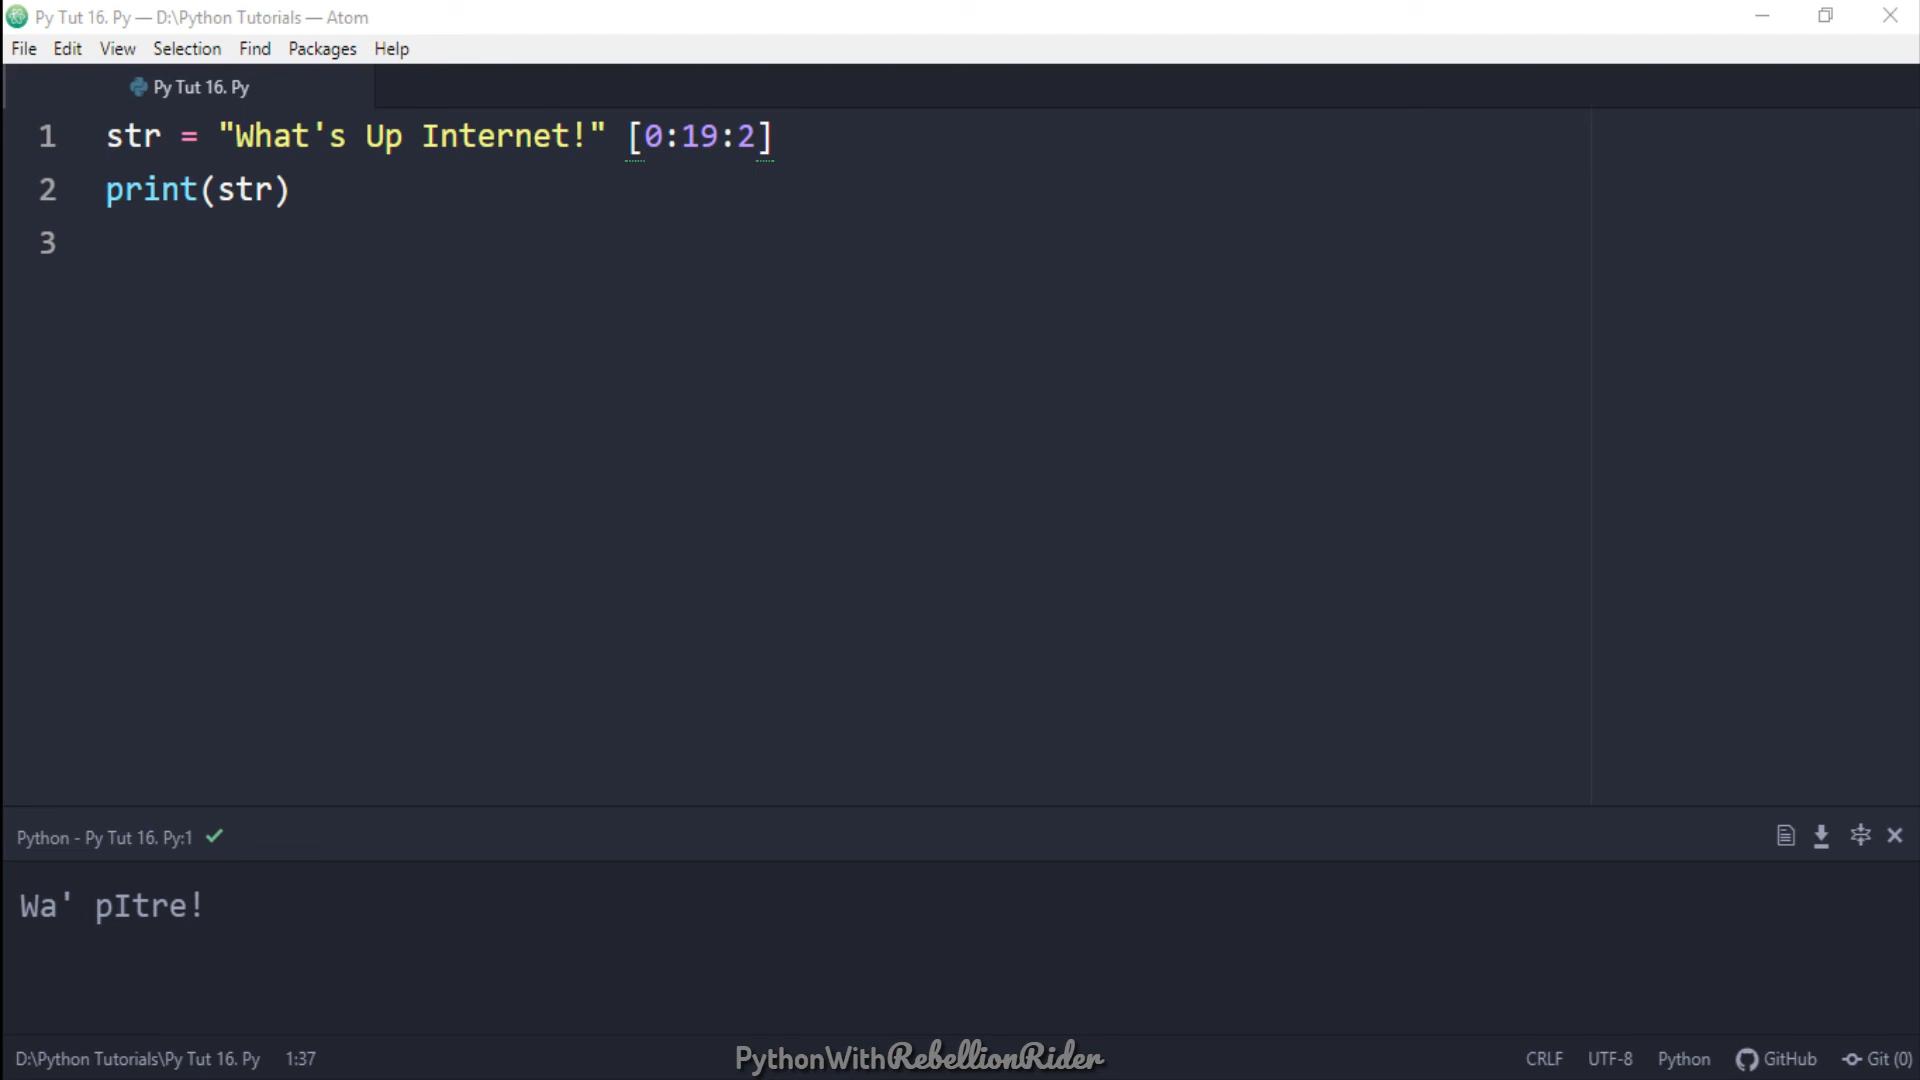 Py Tut 16. Py — D:\Python Tutorials — Atom
File Edit View Selection Find Packages Help
Py Tut 16. Py
1 str = "What's Up Internet!" [0:19:2]
2 print(str)
3
Python - Py Tut 16. Py:1
Wa' pItre!
D:\Python Tutorials\Py Tut 16. Py 1:37 PythonWithRebellionRider CRLF UTF-8 Python GitHub Git (0)